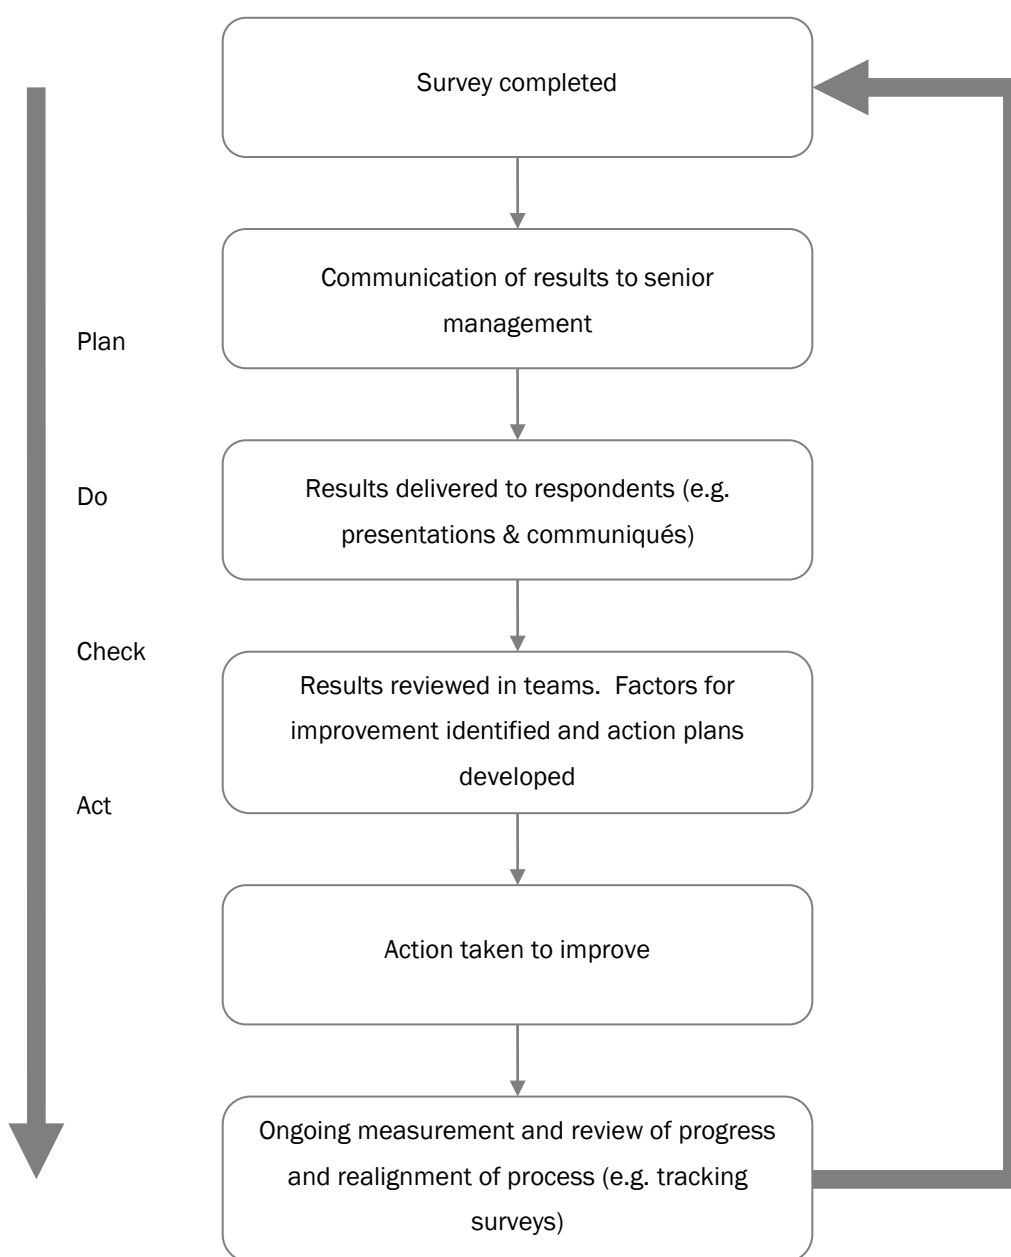 Survey completed
Communication of results to senior
management
Plan
Do
Results delivered to respondents (e.g.
presentations & communiqués)
Check
Results reviewed in teams.  Factors for
improvement identified and action plans
developed
Act
Action taken to improve
Ongoing measurement and review of progress
and realignment of process (e.g. tracking
surveys)